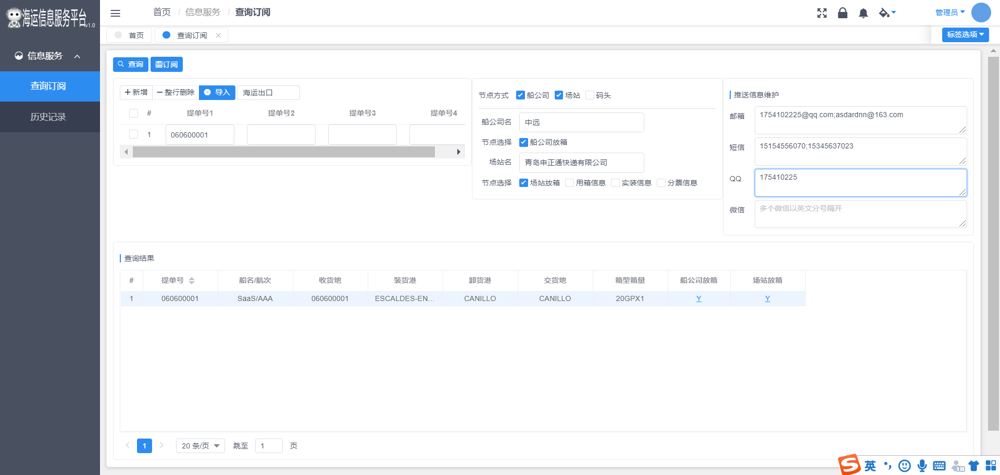 海运信息服务平台v1.0
首页 / 信息服务 / 查询订阅
管理员
首页
查询订阅
标签选项
信息服务
查询订阅
历史记录
查询 订阅
新增 整行删除 导入 海运出口
# 提单号1 提单号2 提单号3 提单号4
1 060600001
节点方式 船公司 场站 码头
船公司名 中远
节点选择 船公司放箱
场站名 青岛申正通快递有限公司
节点选择 场站放箱 用箱信息 实装信息 分票信息
推送信息维护
邮箱 1754102225@qq.com;asdardnn@163.com
短信 15154556070;15345637023
QQ 175410225
微信 多个微信以英文分号隔开
查询结果
# 提单号 船名/航次 收货地 装货港 卸货港 交货地 箱型箱量 船公司放箱 场站放箱
1 060600001 SaaS/AAA 060600001 ESCALDES-EN... CANILLO CANILLO 20GPX1 Y Y
1 20 条/页 跳至 1 页
S 英